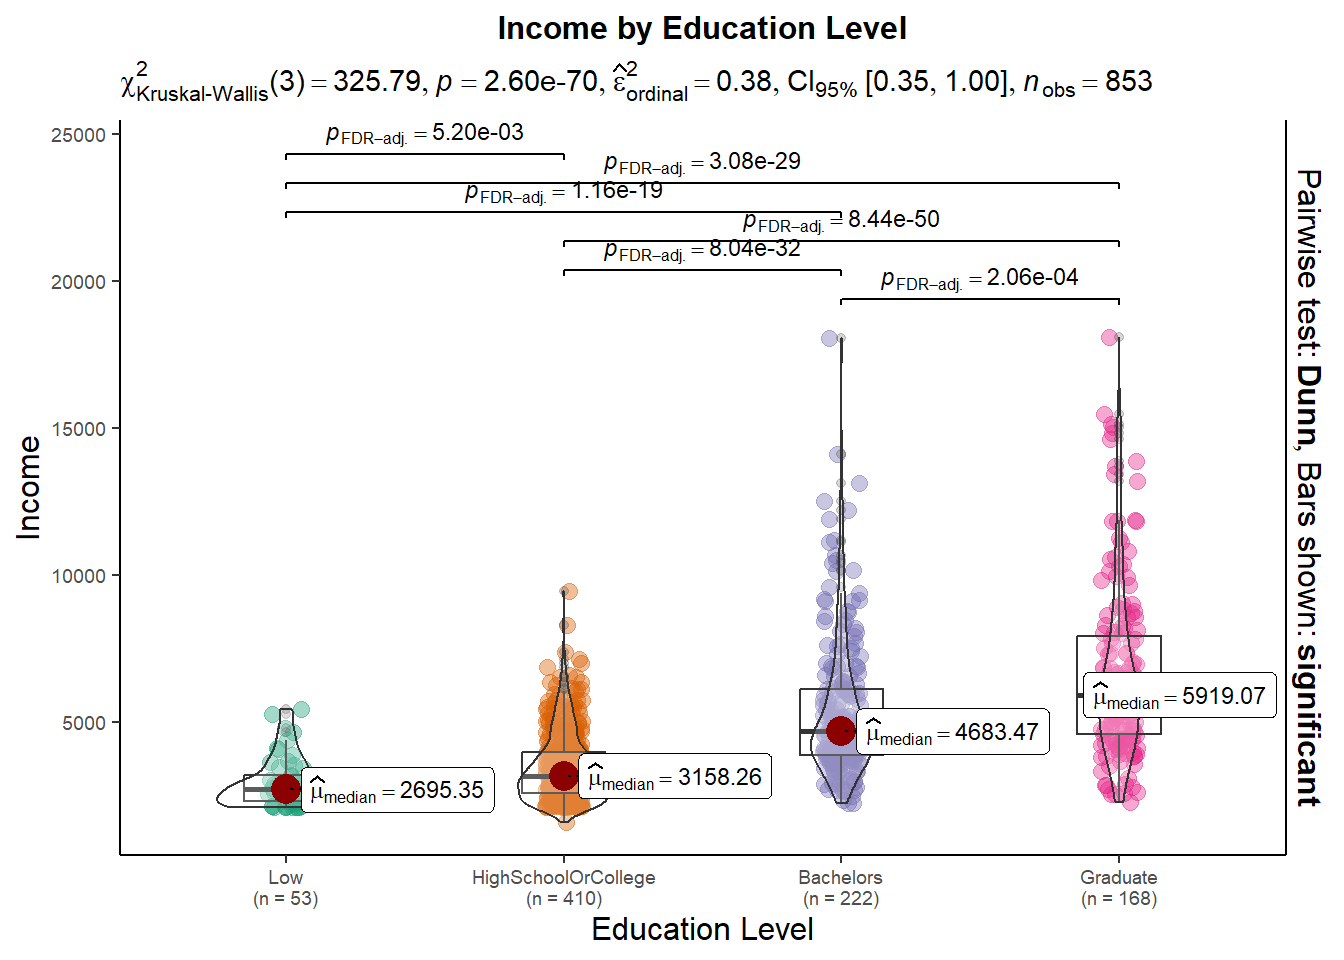 Income by Education Level
χ²Kruskal-Wallis(3) = 325.79, p = 2.60e-70, ε̂²ordinal = 0.38, CI95% [0.35, 1.00], nobs = 853
25000
20000
15000
10000
5000
Income
pFDR−adj. = 5.20e-03
pFDR−adj. = 3.08e-29
pFDR−adj. = 1.16e-19
pFDR−adj. = 8.44e-50
pFDR−adj. = 8.04e-32
pFDR−adj. = 2.06e-04
μ̂median = 2695.35
μ̂median = 3158.26
μ̂median = 4683.47
μ̂median = 5919.07
Pairwise test: Dunn, Bars shown: significant
Low
(n = 53)
HighSchoolOrCollege
(n = 410)
Bachelors
(n = 222)
Graduate
(n = 168)
Education Level